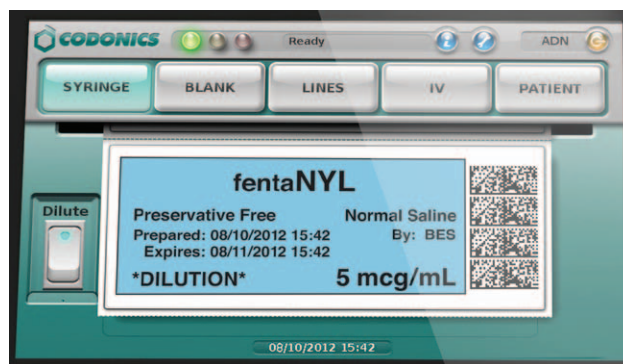 CODONICS Ready ADN
SYRINGE BLANK LINES IV PATIENT
fentaNYL
Preservative Free Normal Saline
Prepared: 08/10/2012 15:42 By: BES
Expires: 08/11/2012 15:42
*DILUTION* 5 mcg/mL
Dilute
08/10/2012 15:42